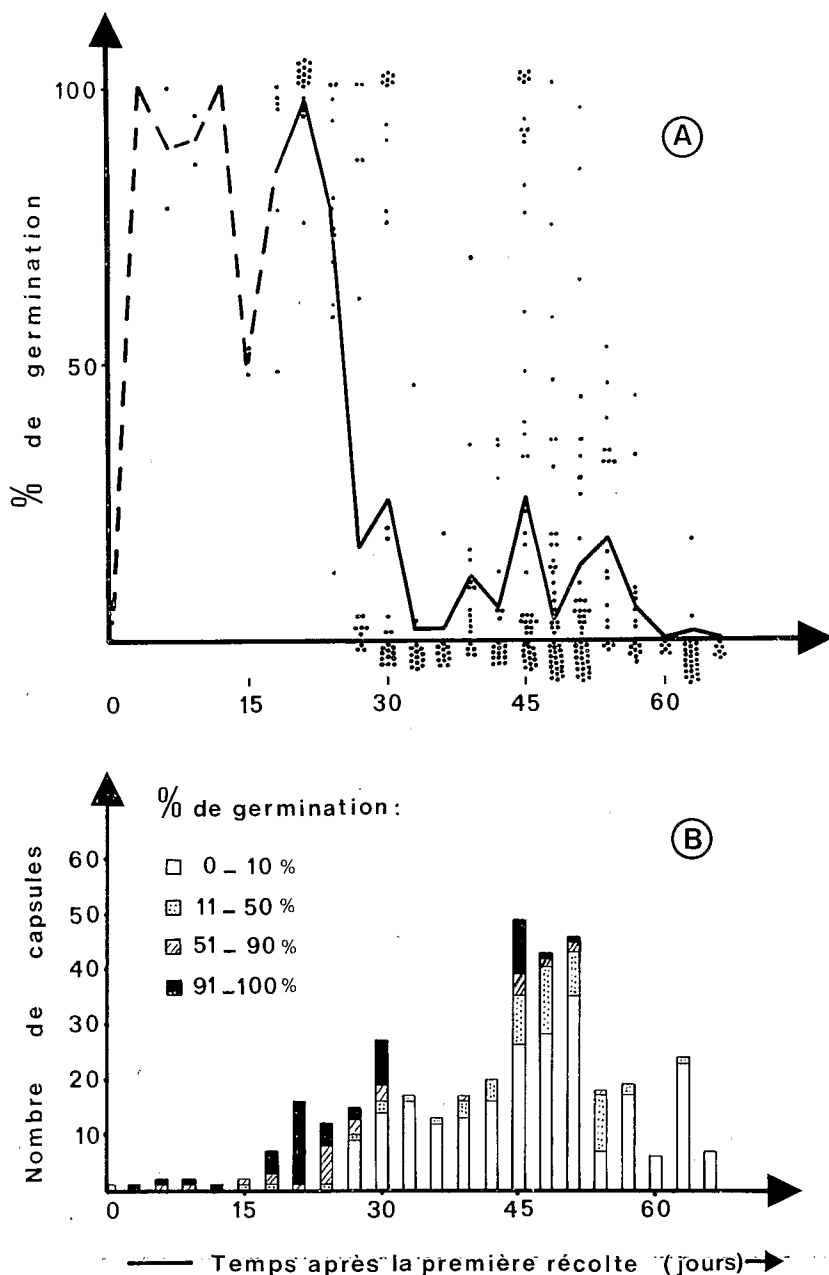 A
100
50
% de germination
0 15 30 45 60
B
% de germination :
0 _ 10 %
11 _ 50 %
51 _ 90 %
91 _ 100 %
60
50
40
30
20
10
Nombre de capsules
0 15 30 45 60
Temps après la première récolte (jours)